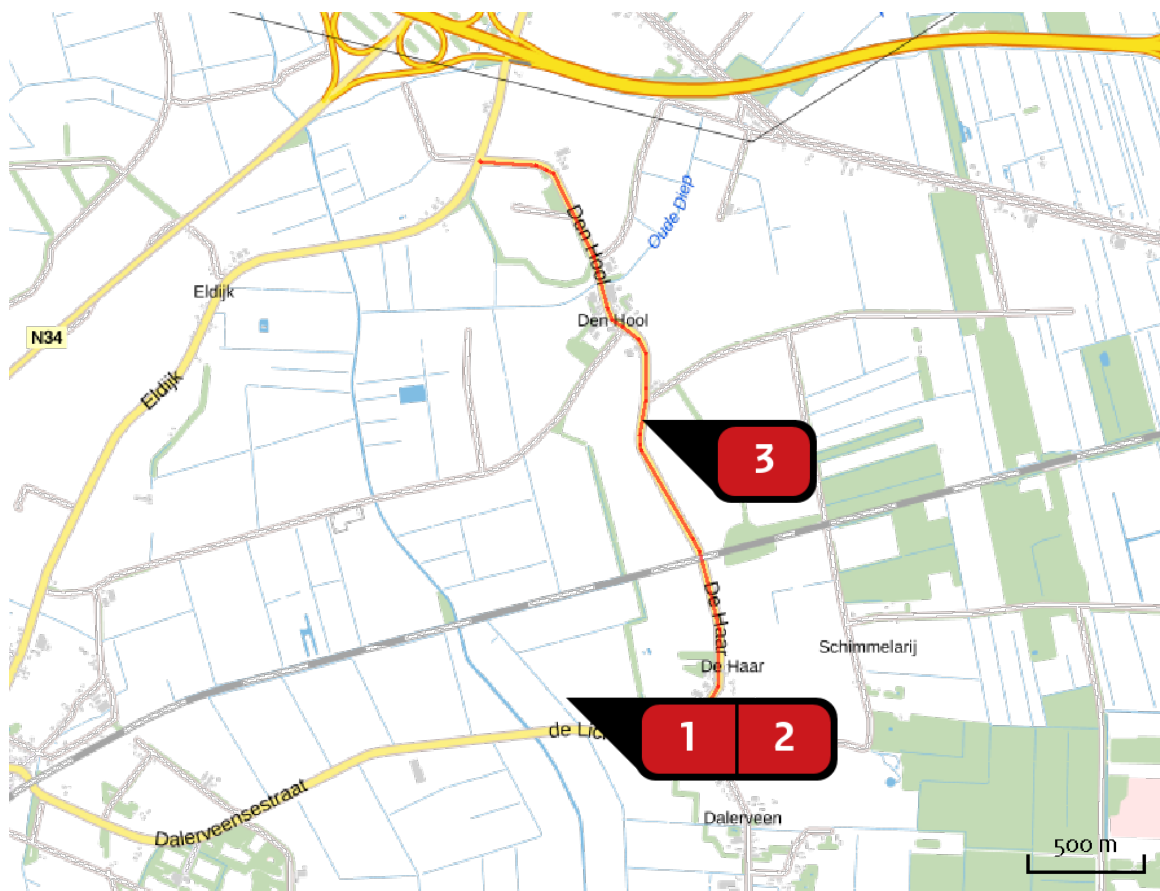 Den Hool
Oude Diep
Eldijk
Den Hool
N34
Eldijk
3
De Haar
Schimmelarij
De Haar
1 2
de Lic
Dalerveensestraat
Dalerveen
500 m